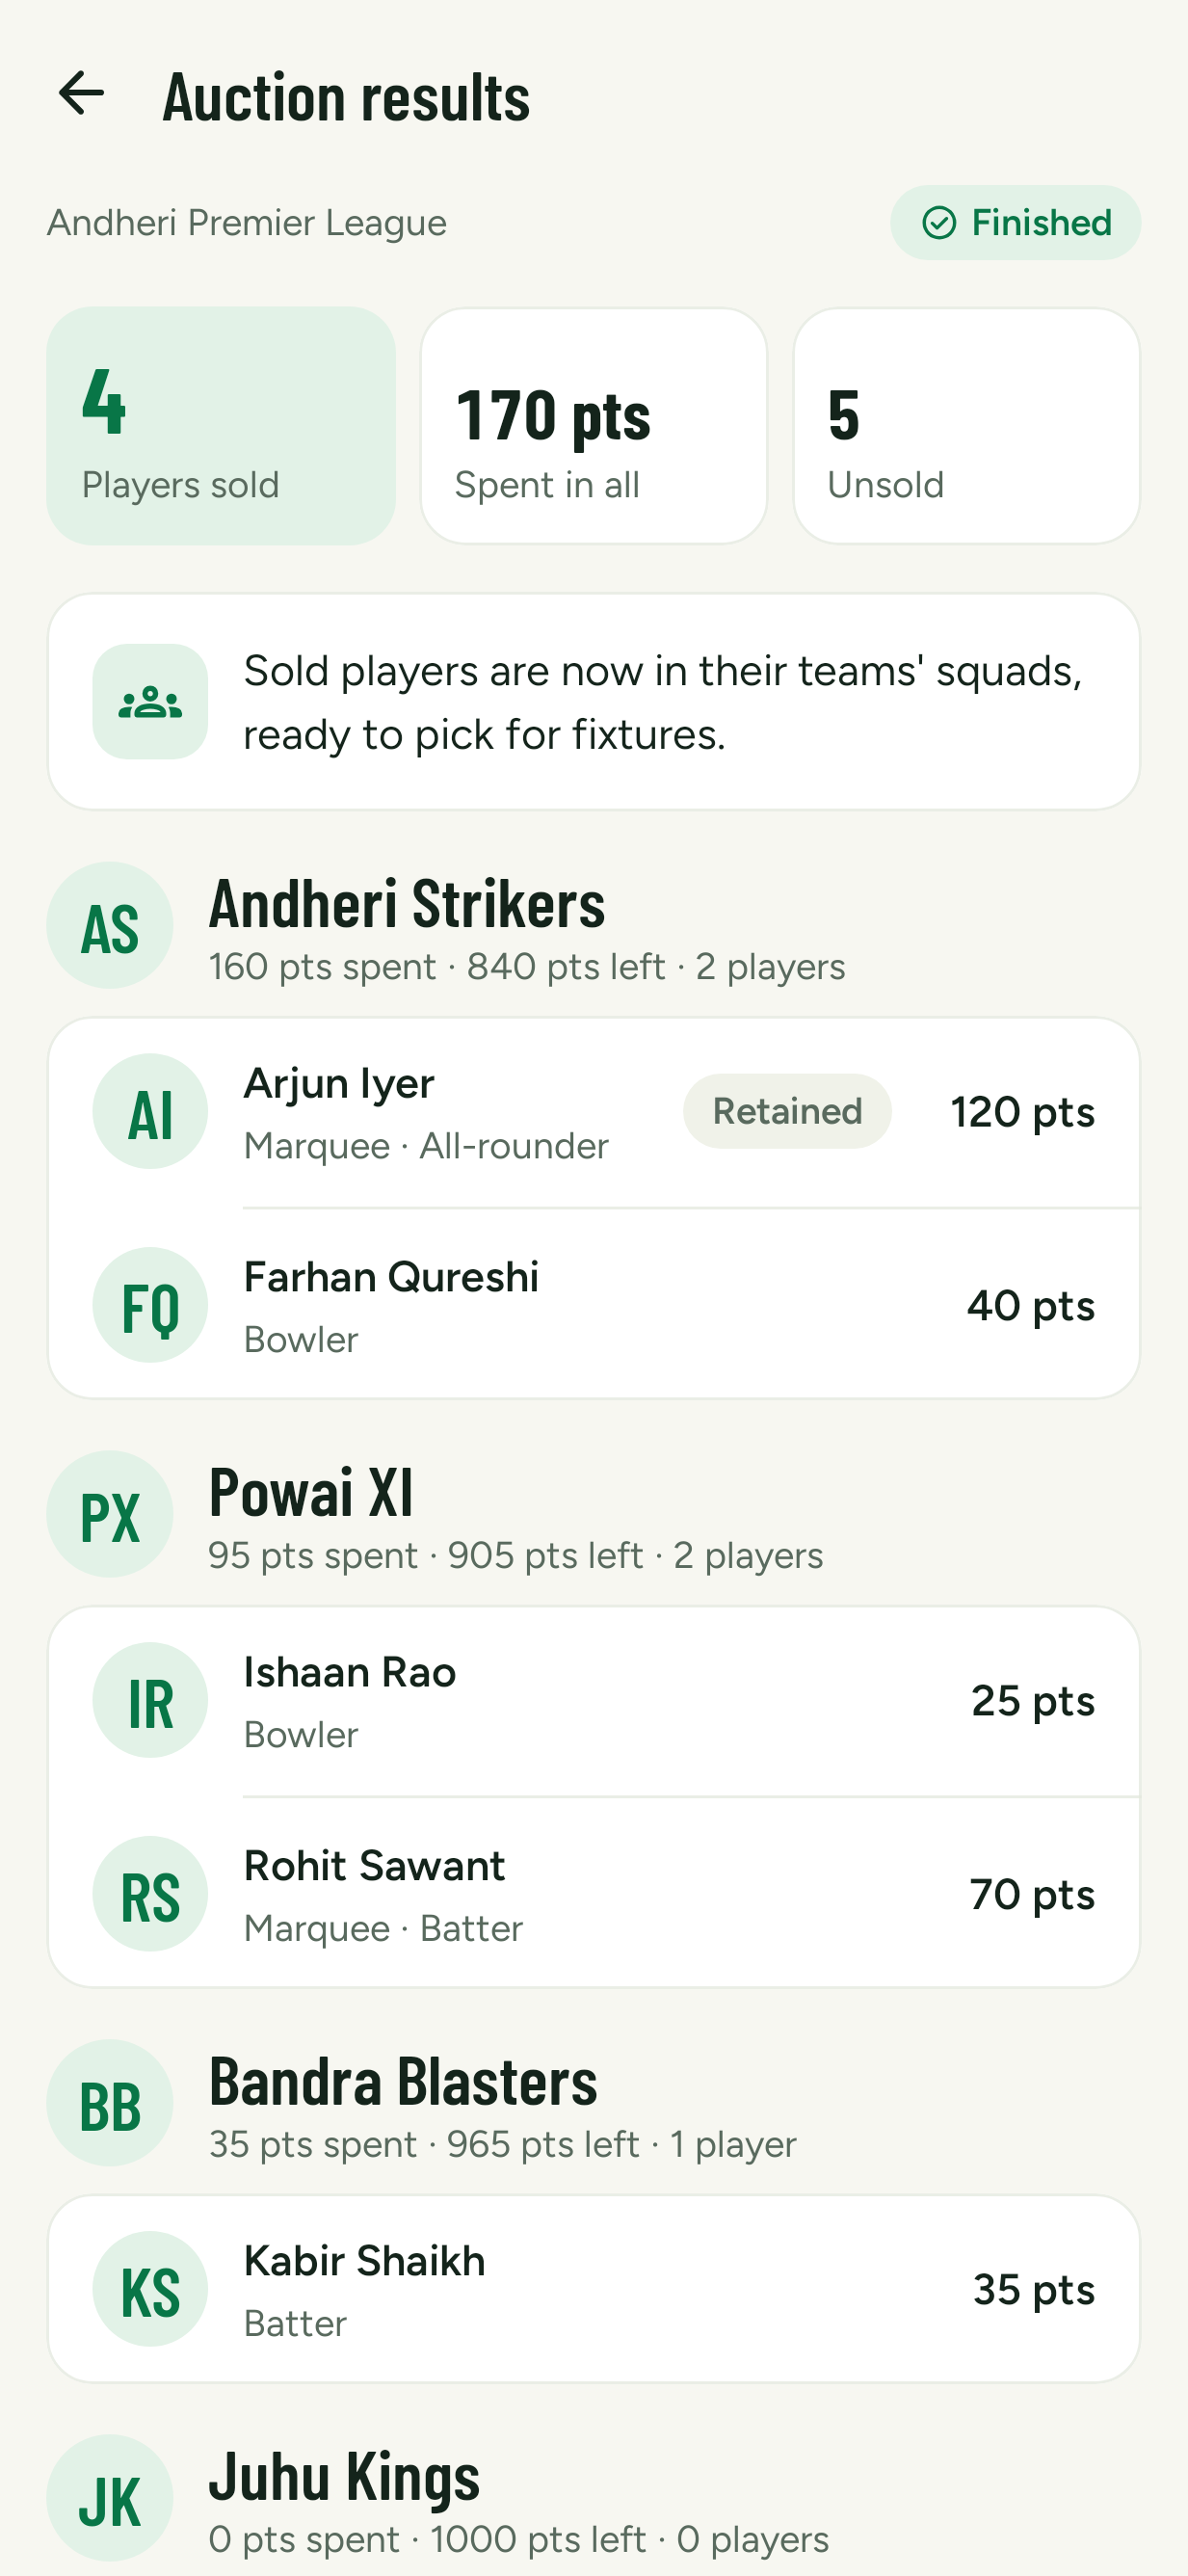 Auction results
Andheri Premier League
Finished
4
Players sold
170 pts
Spent in all
5
Unsold
Sold players are now in their teams' squads,
ready to pick for fixtures.
AS
Andheri Strikers
160 pts spent · 840 pts left · 2 players
AI
Arjun Iyer
Marquee · All-rounder
Retained
120 pts
FQ
Farhan Qureshi
Bowler
40 pts
PX
Powai XI
95 pts spent · 905 pts left · 2 players
IR
Ishaan Rao
Bowler
25 pts
RS
Rohit Sawant
Marquee · Batter
70 pts
BB
Bandra Blasters
35 pts spent · 965 pts left · 1 player
KS
Kabir Shaikh
Batter
35 pts
JK
Juhu Kings
0 pts spent · 1000 pts left · 0 players